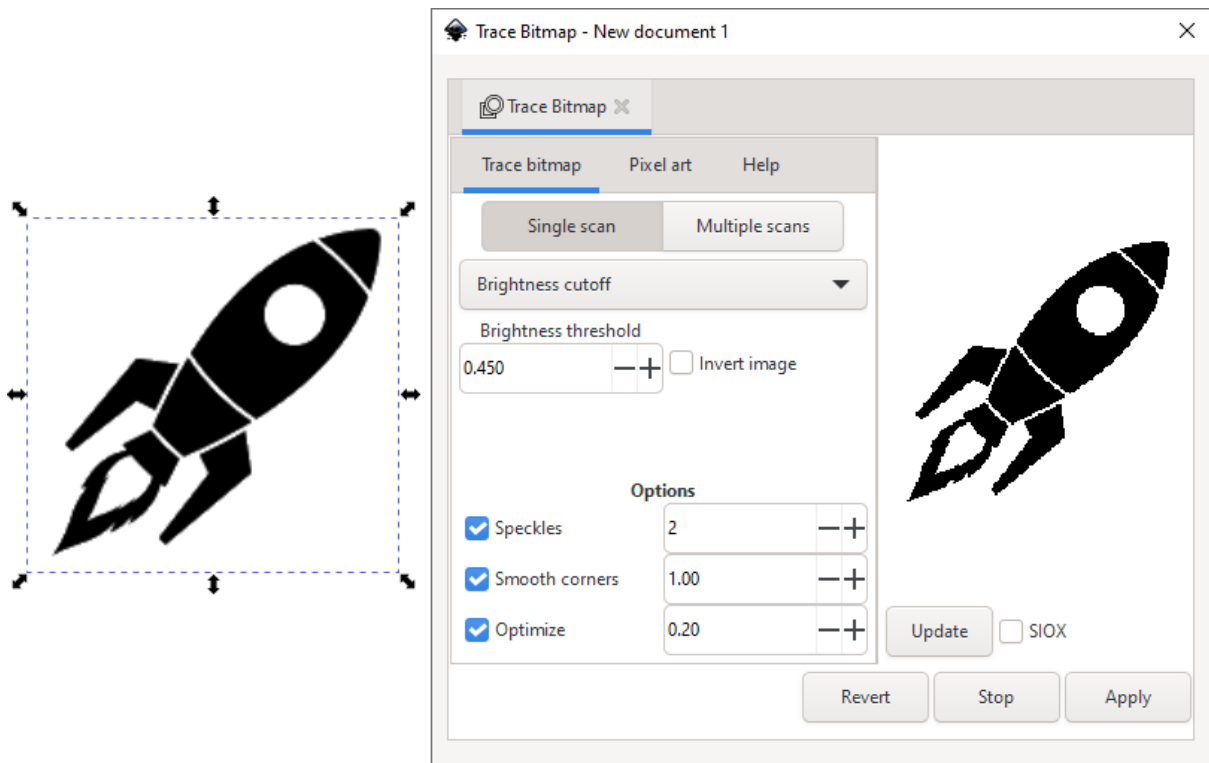 Trace Bitmap - New document 1
Trace Bitmap
Trace bitmap Pixel art Help
Single scan Multiple scans
Brightness cutoff
Brightness threshold
0.450 Invert image
Options
Speckles 2
Smooth corners 1.00
Optimize 0.20
Update SIOX
Revert Stop Apply